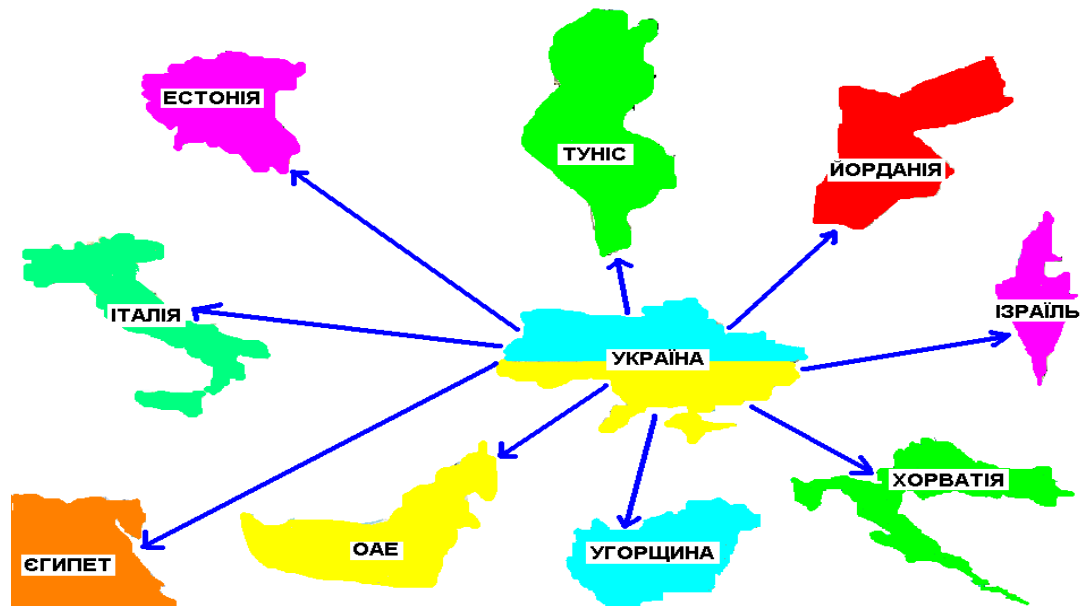 ЕСТОНІЯ
ТУНІС
ЙОРДАНІЯ
ІТАЛІЯ
ІЗРАЇЛЬ
УКРАЇНА
ХОРВАТІЯ
ЄГИПЕТ
ОАЕ
УГОРЩИНА